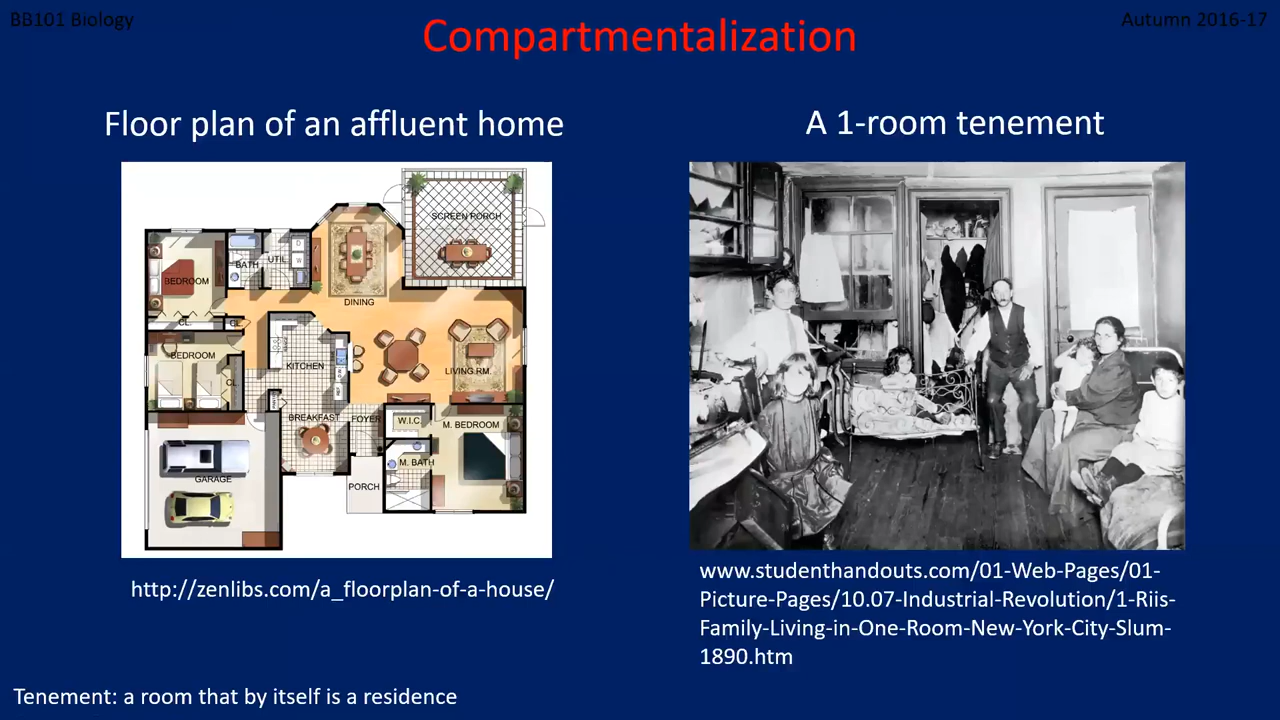 BB101 Biology
Autumn 2016-17
Compartmentalization
Floor plan of an affluent home
A 1-room tenement
SCREEN PORCH
BATH
UTIL
D
W
BEDROOM
DINING
CL.
CL.
BEDROOM
KITCHEN
LIVING RM.
CL.
BREAKFAST
FOYER
W.I.C.
M. BEDROOM
M. BATH
GARAGE
PORCH
http://zenlibs.com/a_floorplan-of-a-house/
www.studenthandouts.com/01-Web-Pages/01-
Picture-Pages/10.07-Industrial-Revolution/1-Riis-
Family-Living-in-One-Room-New-York-City-Slum-
1890.htm
Tenement: a room that by itself is a residence